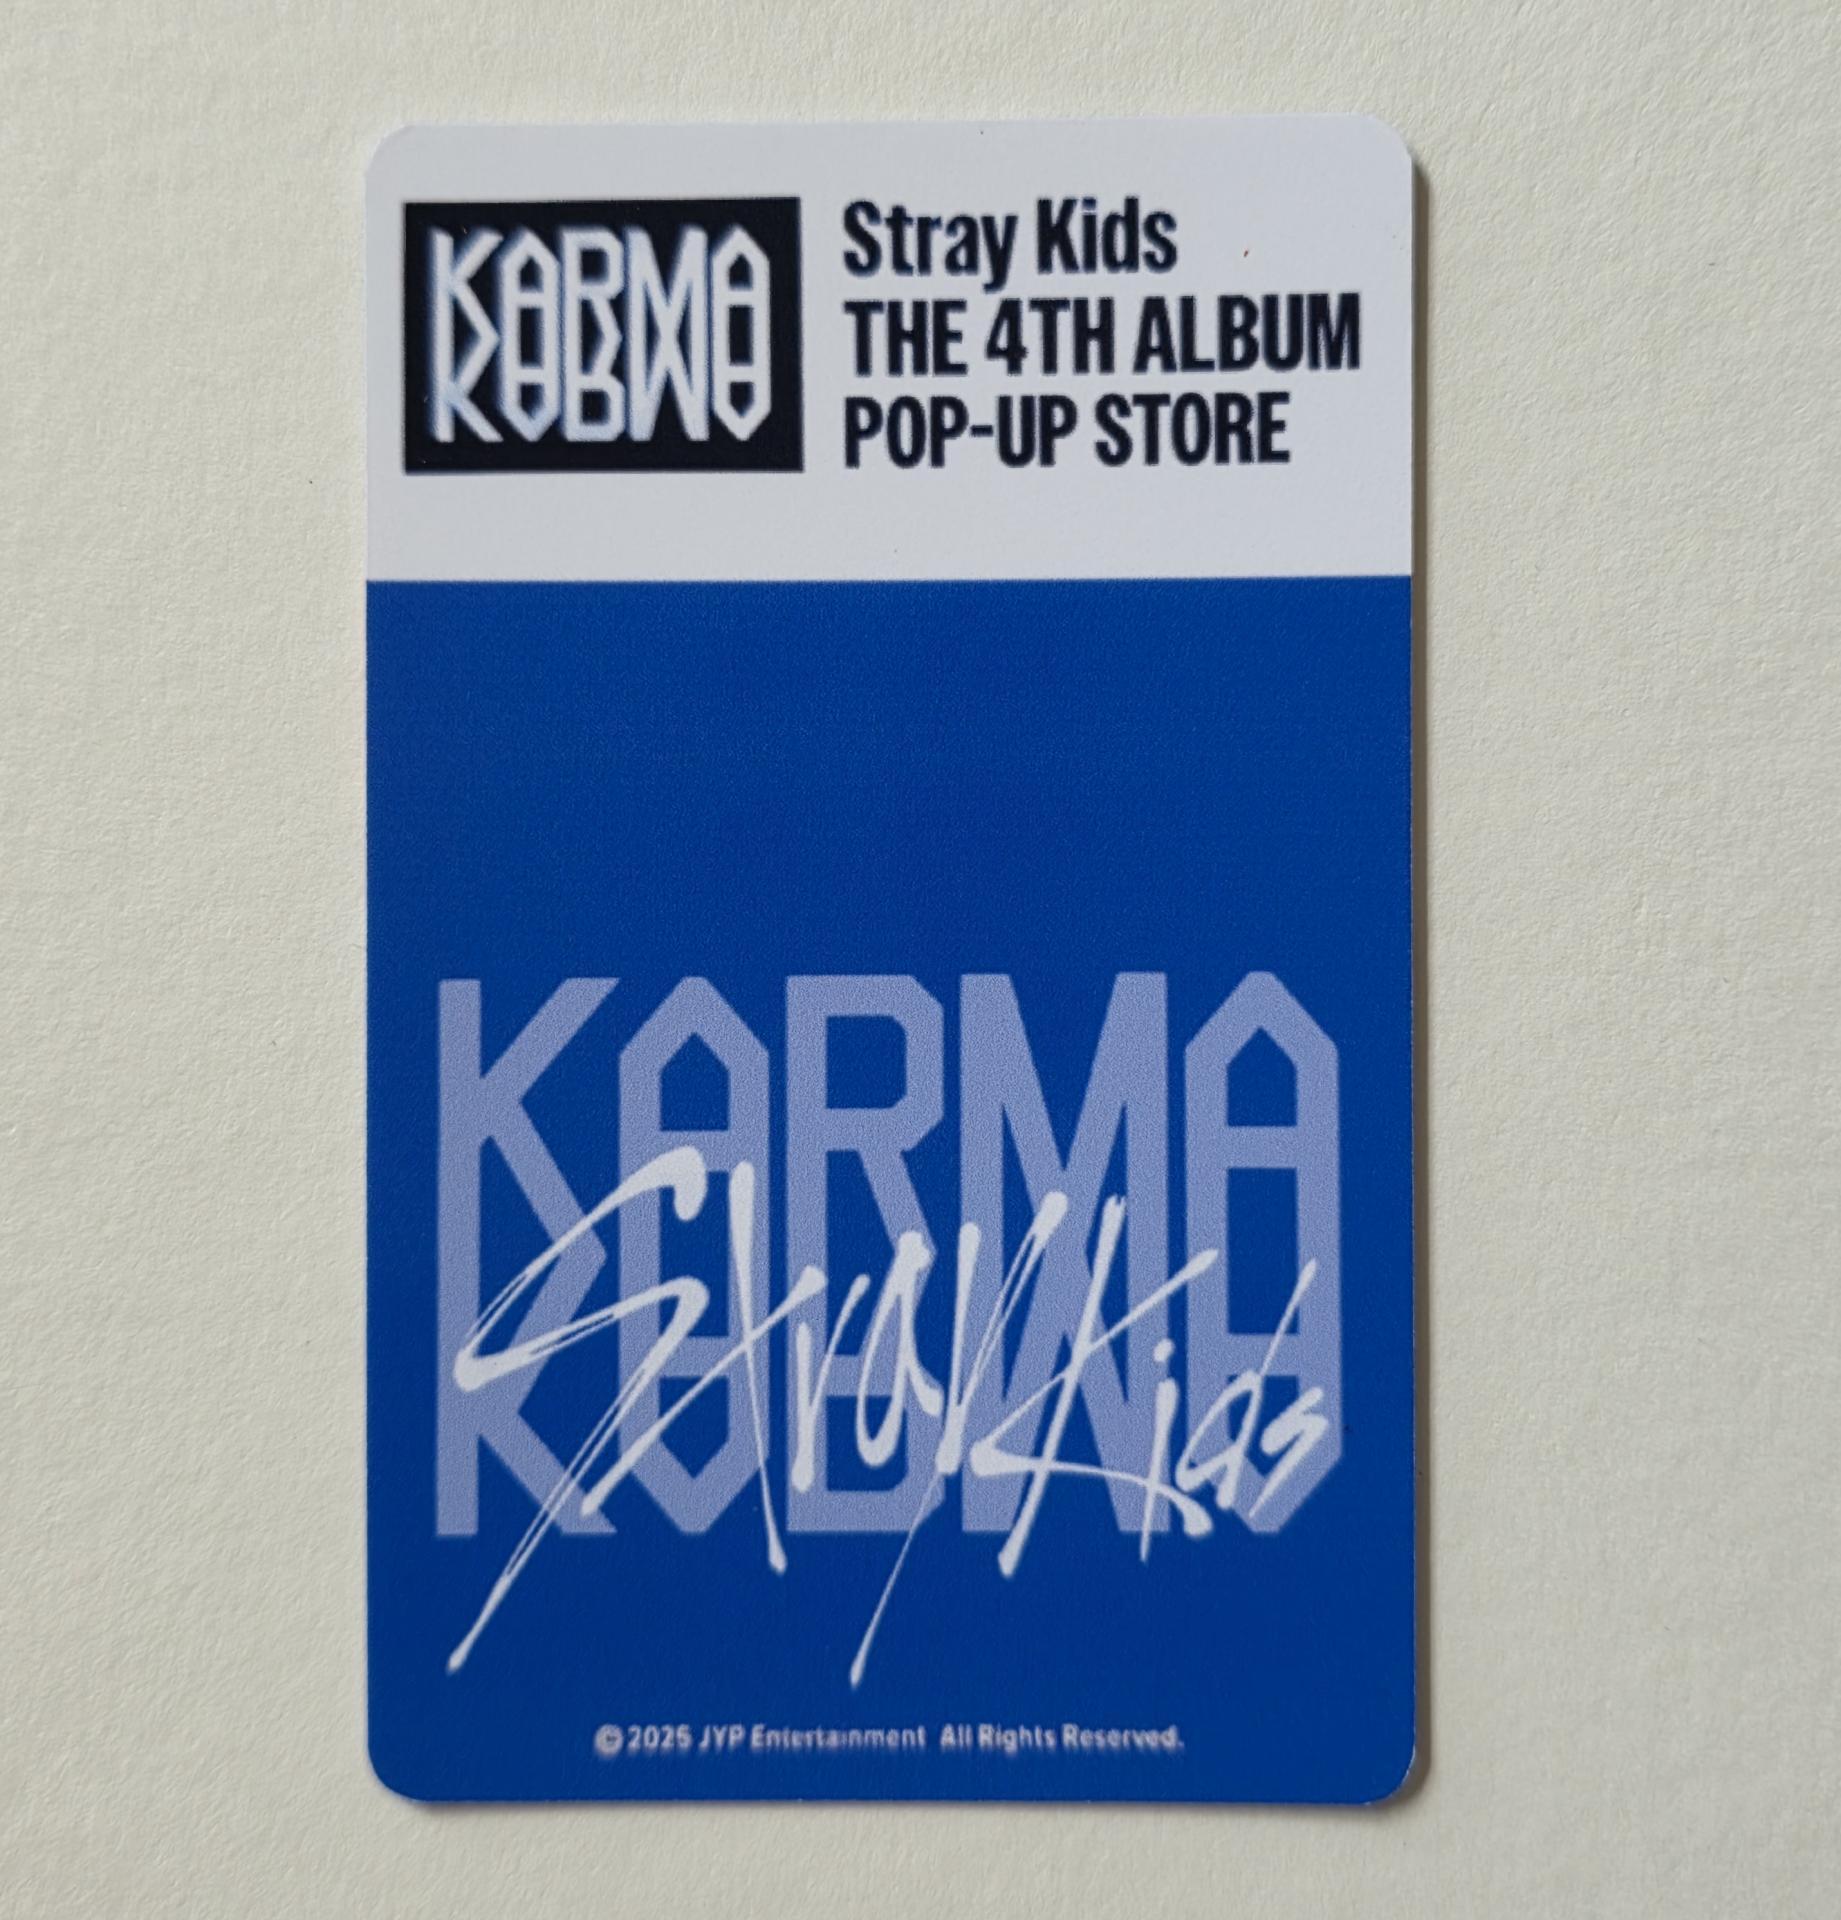 KARMA
Stray Kids
THE 4TH ALBUM
POP-UP STORE
KARMA
Stray Kids
© 2025 JYP Entertainment All Rights Reserved.